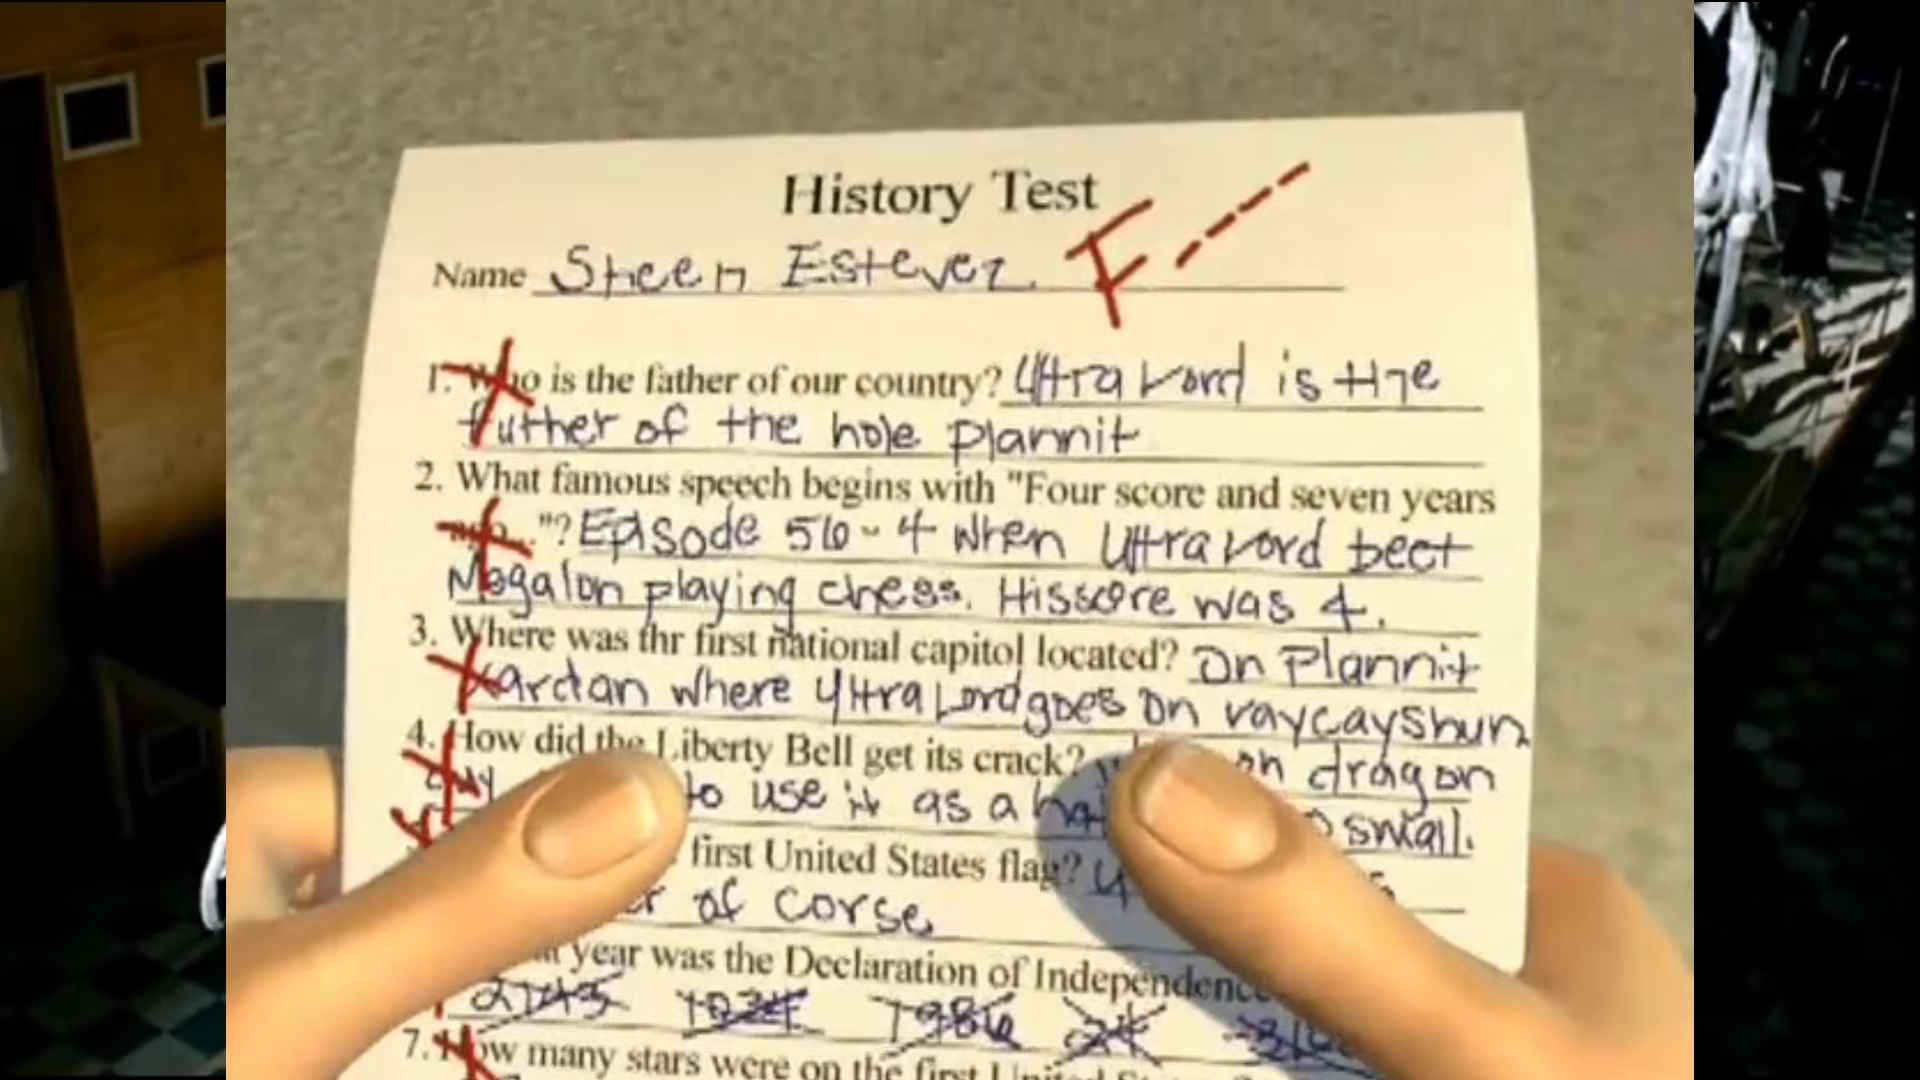 History Test
Name Sheen Estevez F-----
1. Who is the father of our country? Ultra Lord is the
futher of the hole plannit
2. What famous speech begins with "Four score and seven years
ago..."? Episode 56-4 when Ultra Lord beet
Megalon playing chess. His score was 4.
3. Where was thr first national capitol located? On Plannit
Kardan where Ultra Lord goes on vaycayshun
4. How did the Liberty Bell get its crack? on dragon
guy to use it as a small.
first United States flag?
of corse
year was the Declaration of Independence
7. How many stars were on the first United